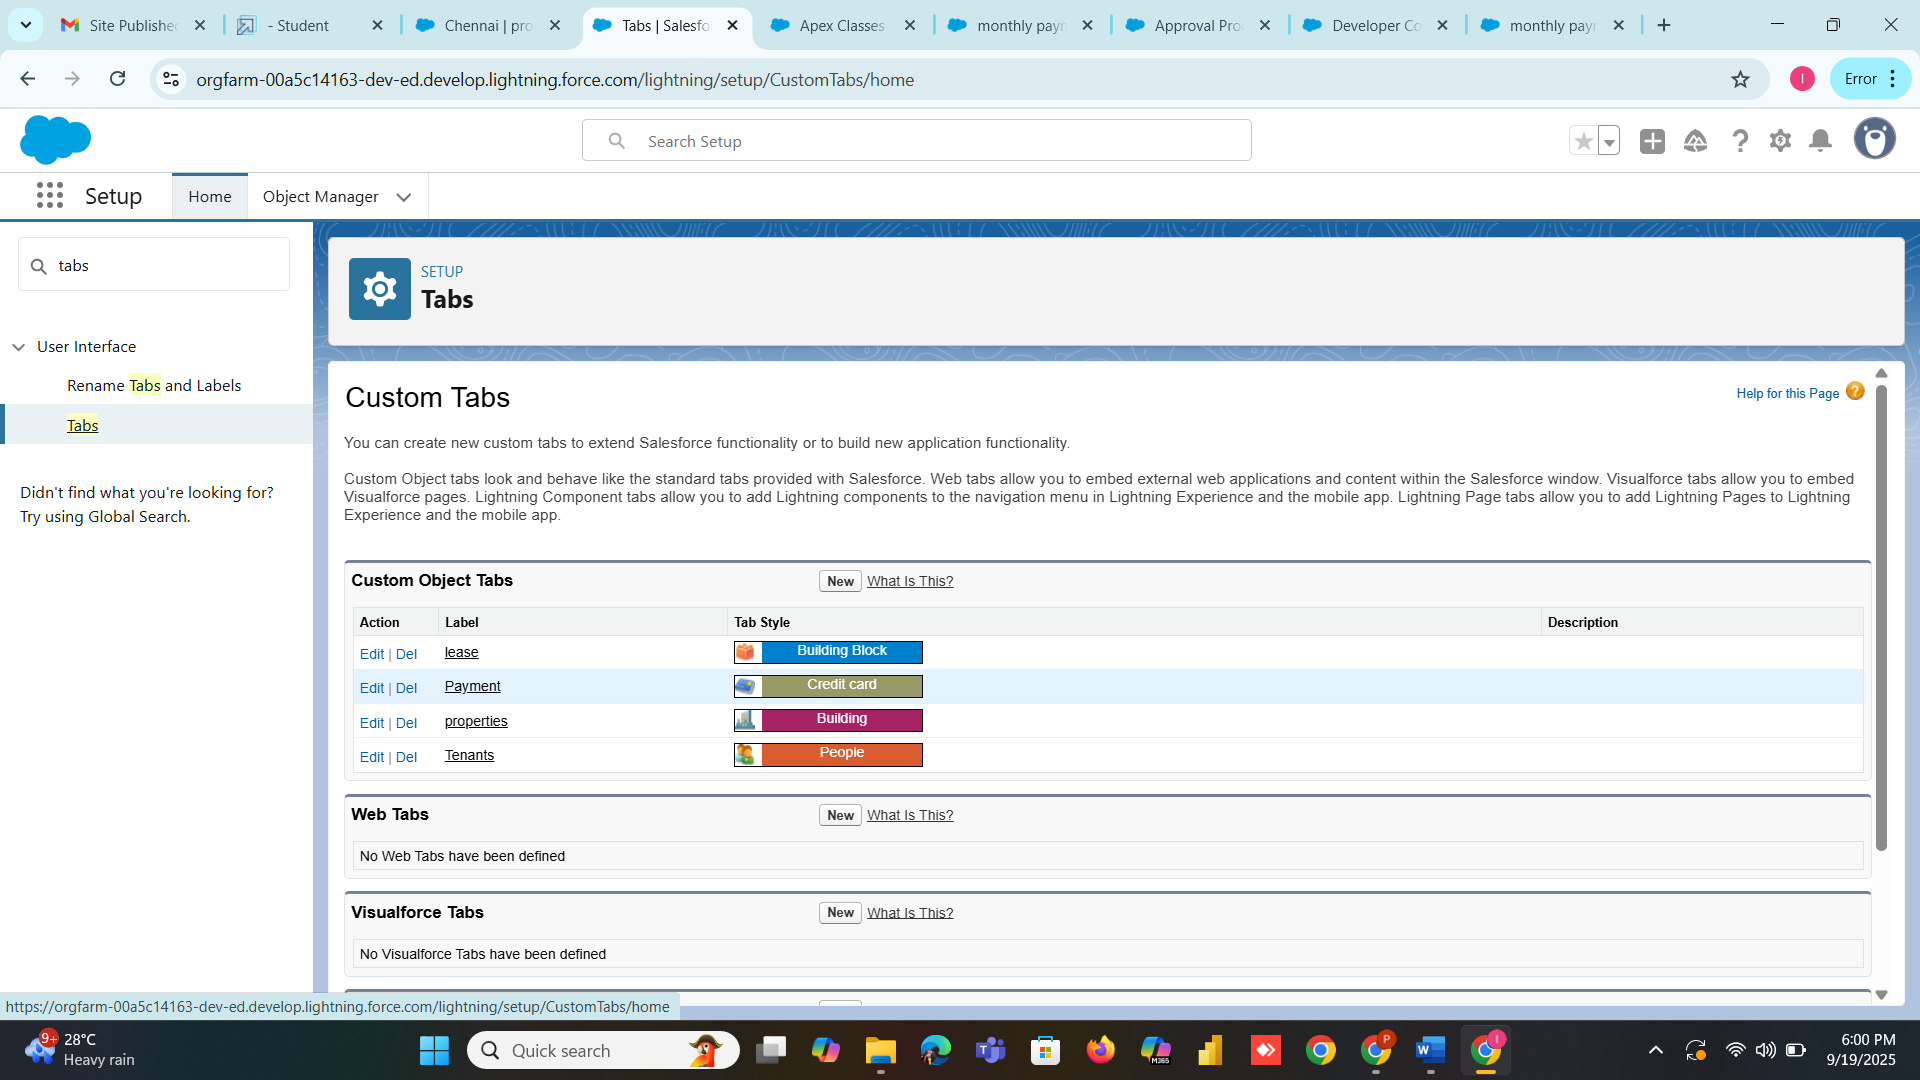 Site Published
- Student
Chennai | pro
Tabs | Salesfo
Apex Classes
monthly payn
Approval Pro
Developer Co
monthly payn
orgfarm-00a5c14163-dev-ed.develop.lightning.force.com/lightning/setup/CustomTabs/home
I
Error
Search Setup
Setup
Home
Object Manager
tabs
User Interface
Rename Tabs and Labels
Tabs
Didn't find what you're looking for?
Try using Global Search.
SETUP
Tabs
Custom Tabs
Help for this Page
You can create new custom tabs to extend Salesforce functionality or to build new application functionality.
Custom Object tabs look and behave like the standard tabs provided with Salesforce. Web tabs allow you to embed external web applications and content within the Salesforce window. Visualforce tabs allow you to embed
Visualforce pages. Lightning Component tabs allow you to add Lightning components to the navigation menu in Lightning Experience and the mobile app. Lightning Page tabs allow you to add Lightning Pages to Lightning
Experience and the mobile app.
Custom Object Tabs New What Is This?
Action Label Tab Style Description
Edit | Del lease Building Block
Edit | Del Payment Credit card
Edit | Del properties Building
Edit | Del Tenants People
Web Tabs New What Is This?
No Web Tabs have been defined
Visualforce Tabs New What Is This?
No Visualforce Tabs have been defined
https://orgfarm-00a5c14163-dev-ed.develop.lightning.force.com/lightning/setup/CustomTabs/home
9+
28°C
Heavy rain
Quick search
M365
P
I
6:00 PM
9/19/2025